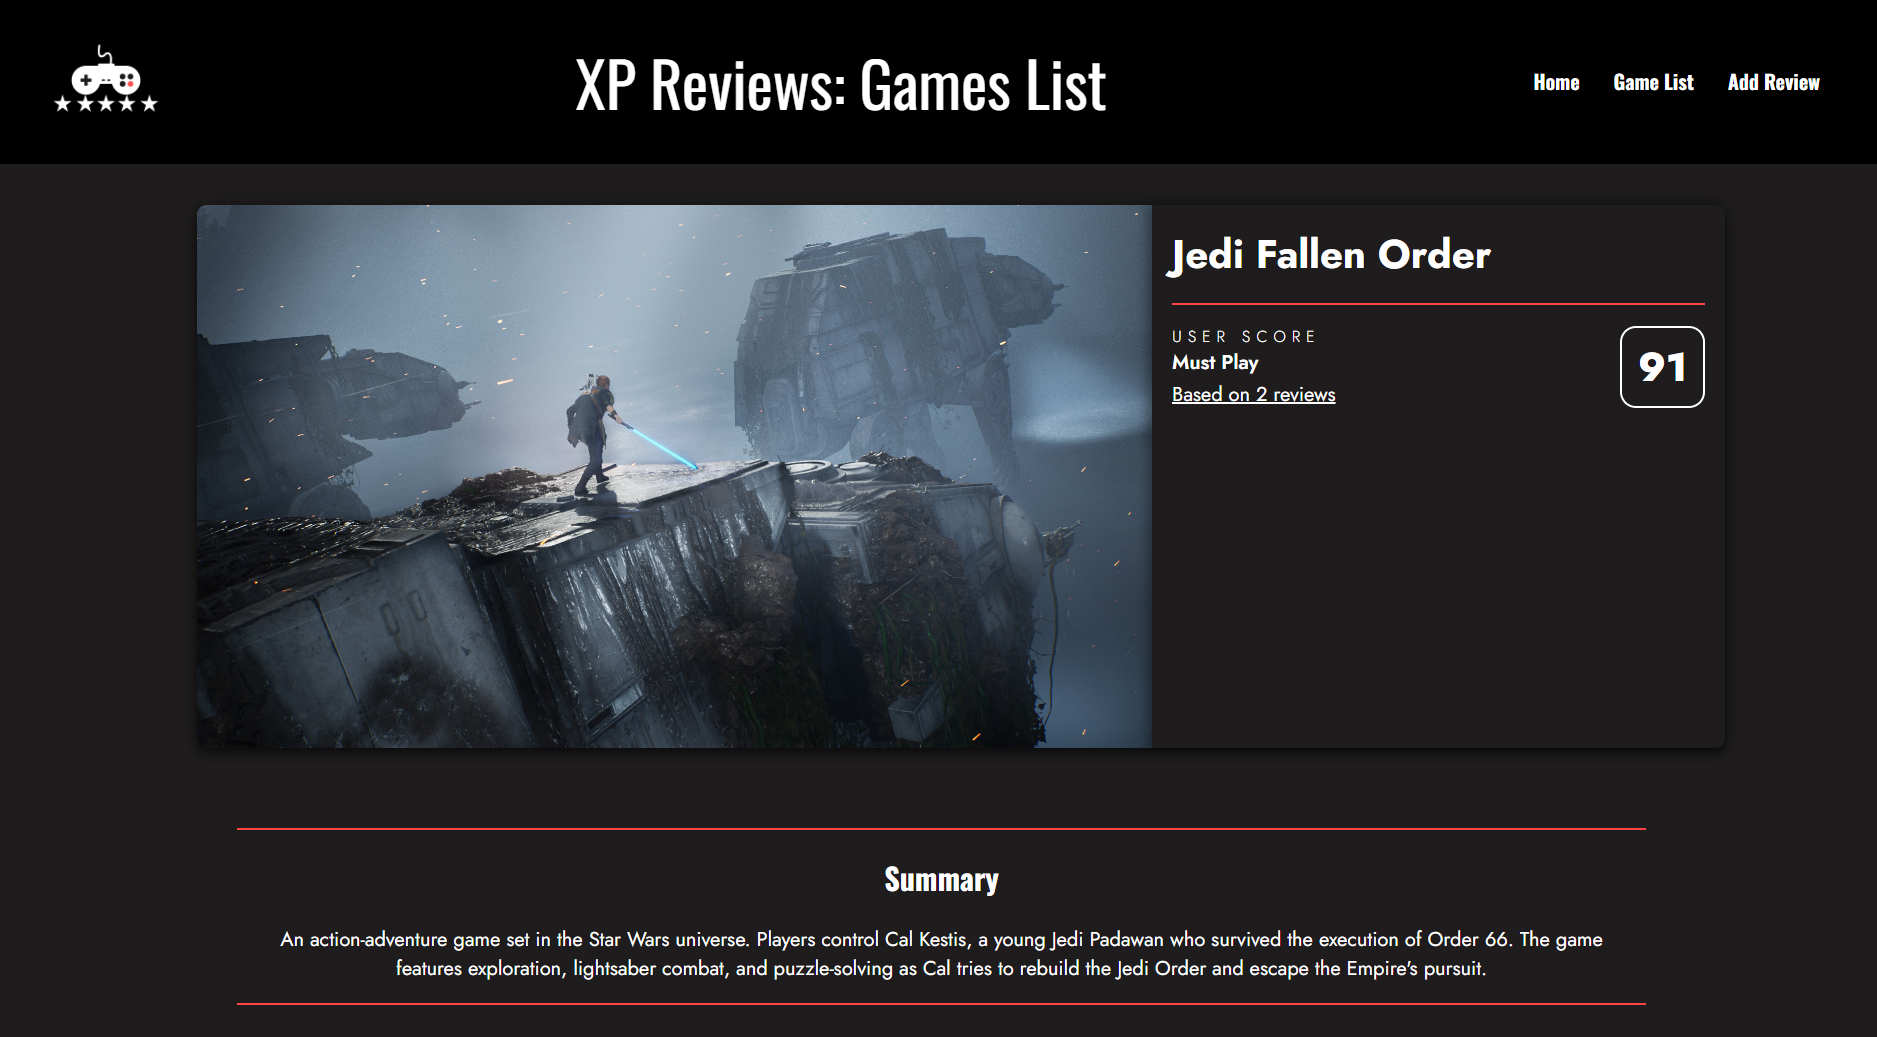 XP Reviews: Games List
Home Game List Add Review
Jedi Fallen Order
USER SCORE
Must Play
Based on 2 reviews
91
Summary
An action-adventure game set in the Star Wars universe. Players control Cal Kestis, a young Jedi Padawan who survived the execution of Order 66. The game
features exploration, lightsaber combat, and puzzle-solving as Cal tries to rebuild the Jedi Order and escape the Empire's pursuit.